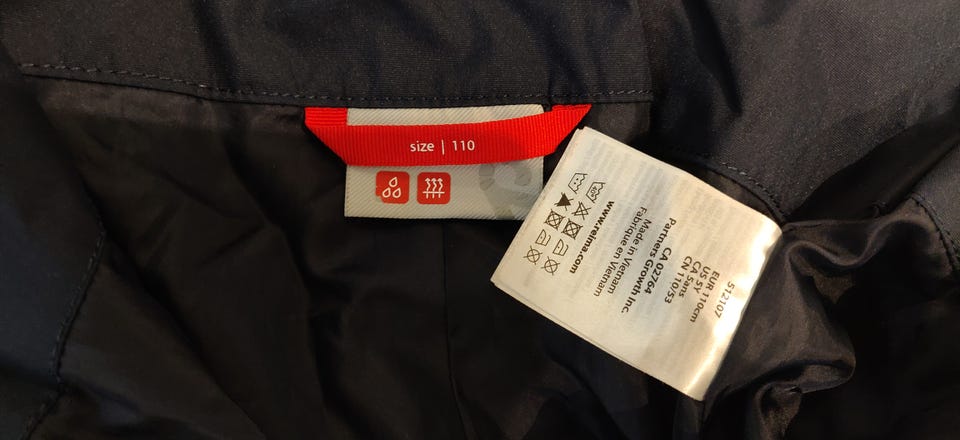 size | 110
512107
EUR 110cm
US 5Y
CA 5ans
CN 110/53
Partners Growth Inc.
CA 02764
Made in Vietnam
Fabriqué en Vietnam
www.reima.com